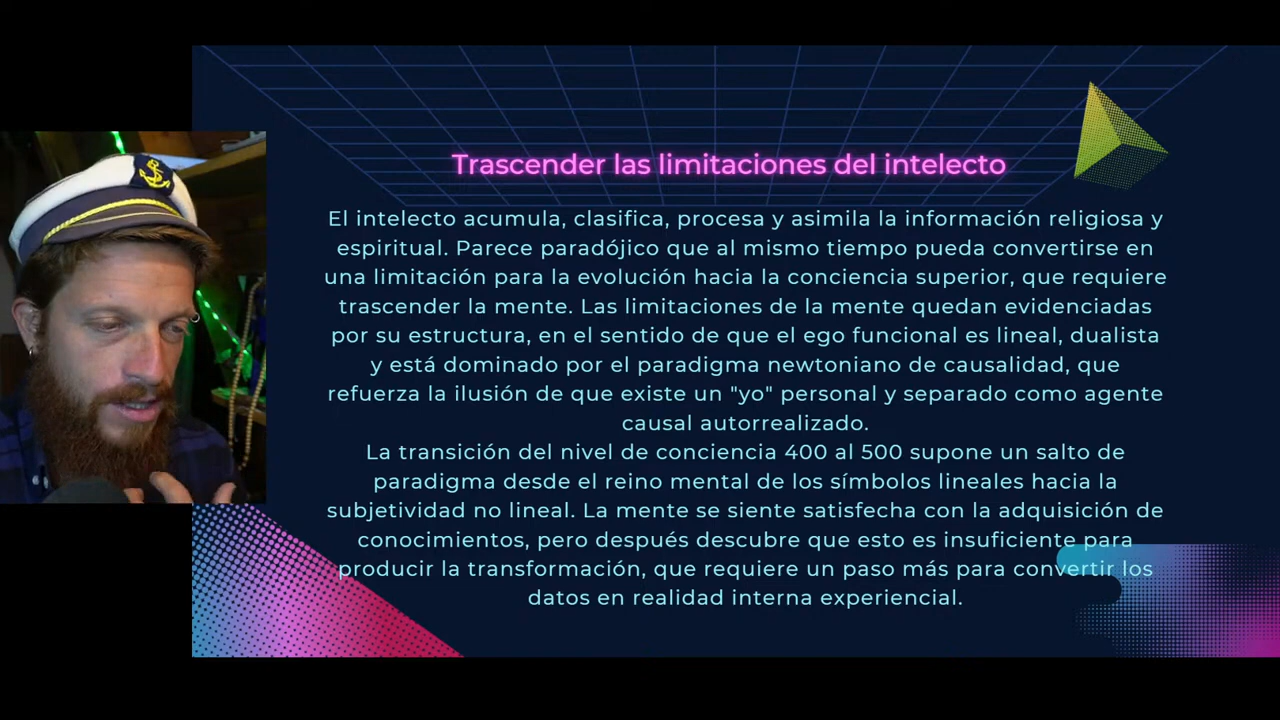 Trascender las limitaciones del intelecto
El intelecto acumula, clasifica, procesa y asimila la información religiosa y
espiritual. Parece paradójico que al mismo tiempo pueda convertirse en
una limitación para la evolución hacia la conciencia superior, que requiere
trascender la mente. Las limitaciones de la mente quedan evidenciadas
por su estructura, en el sentido de que el ego funcional es lineal, dualista
y está dominado por el paradigma newtoniano de causalidad, que
refuerza la ilusión de que existe un "yo" personal y separado como agente
causal autorrealizado.
La transición del nivel de conciencia 400 al 500 supone un salto de
paradigma desde el reino mental de los símbolos lineales hacia la
subjetividad no lineal. La mente se siente satisfecha con la adquisición de
conocimientos, pero después descubre que esto es insuficiente para
producir la transformación, que requiere un paso más para convertir los
datos en realidad interna experiencial.